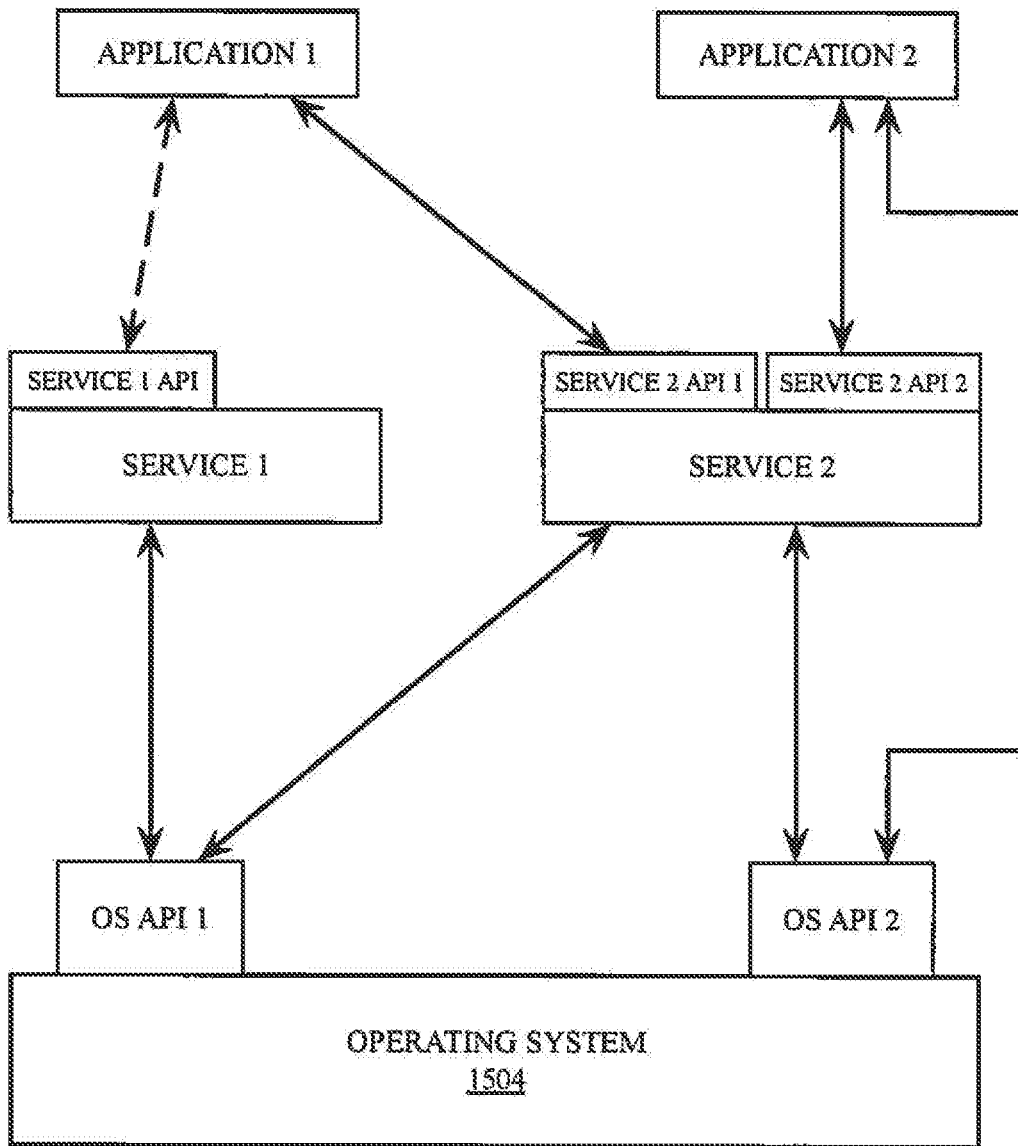 APPLICATION 1
APPLICATION 2
SERVICE 1 API
SERVICE 2 API 1
SERVICE 2 API 2
SERVICE 1
SERVICE 2
OS API 1
OS API 2
OPERATING SYSTEM
1504